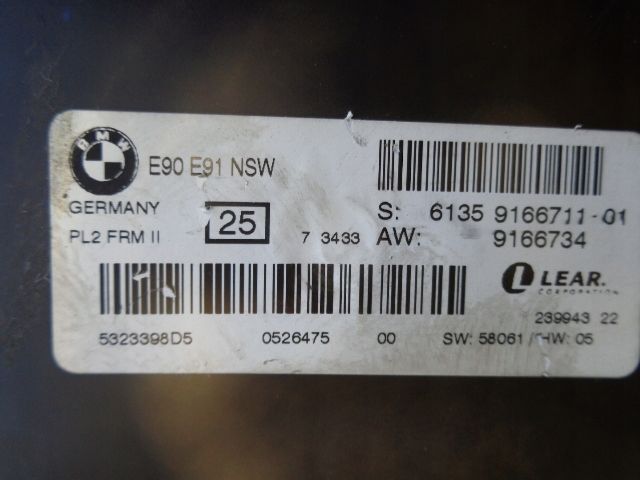 BMW
E90 E91 NSW
GERMANY
25
S: 6135 9166711-01
PL2 FRM II
7 3433 AW: 9166734
LEAR.
CORPORATION
239943 22
5323398D5 0526475 00 SW: 58061 / HW: 05